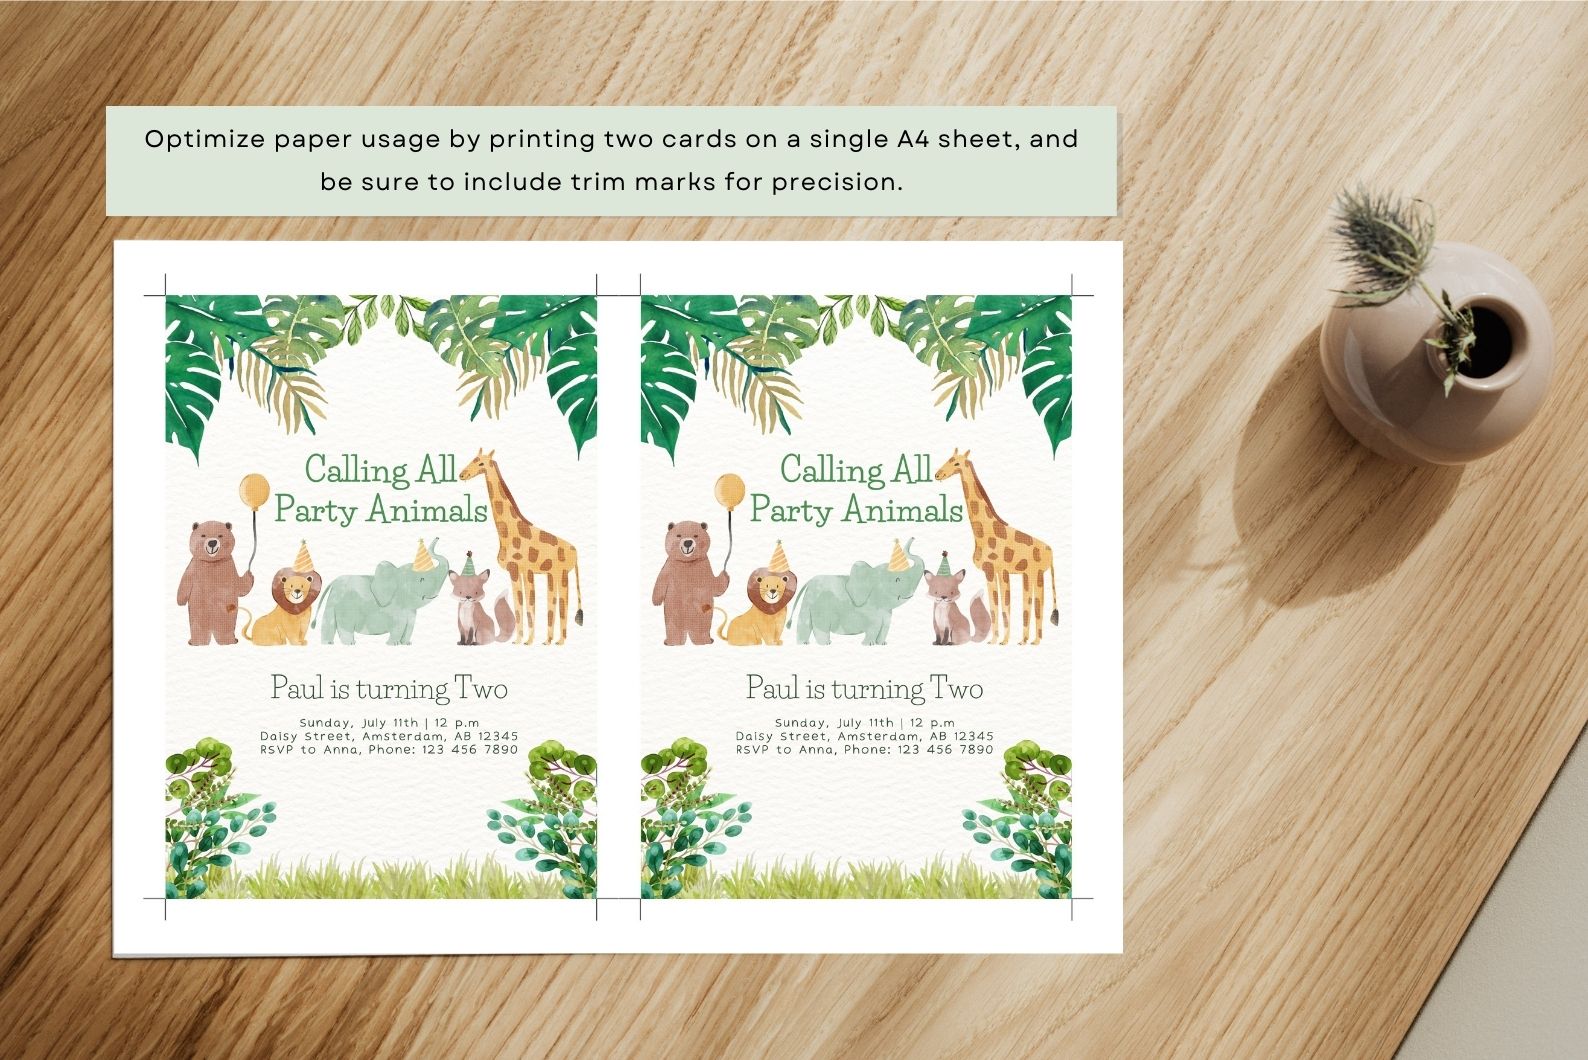 Optimize paper usage by printing two cards on a single A4 sheet, and
be sure to include trim marks for precision.
Calling All
Party Animals
Paul is turning Two
Sunday, July 11th | 12 p.m
Daisy Street, Amsterdam, AB 12345
RSVP to Anna, Phone: 123 456 7890
Calling All
Party Animals
Paul is turning Two
Sunday, July 11th | 12 p.m
Daisy Street, Amsterdam, AB 12345
RSVP to Anna, Phone: 123 456 7890